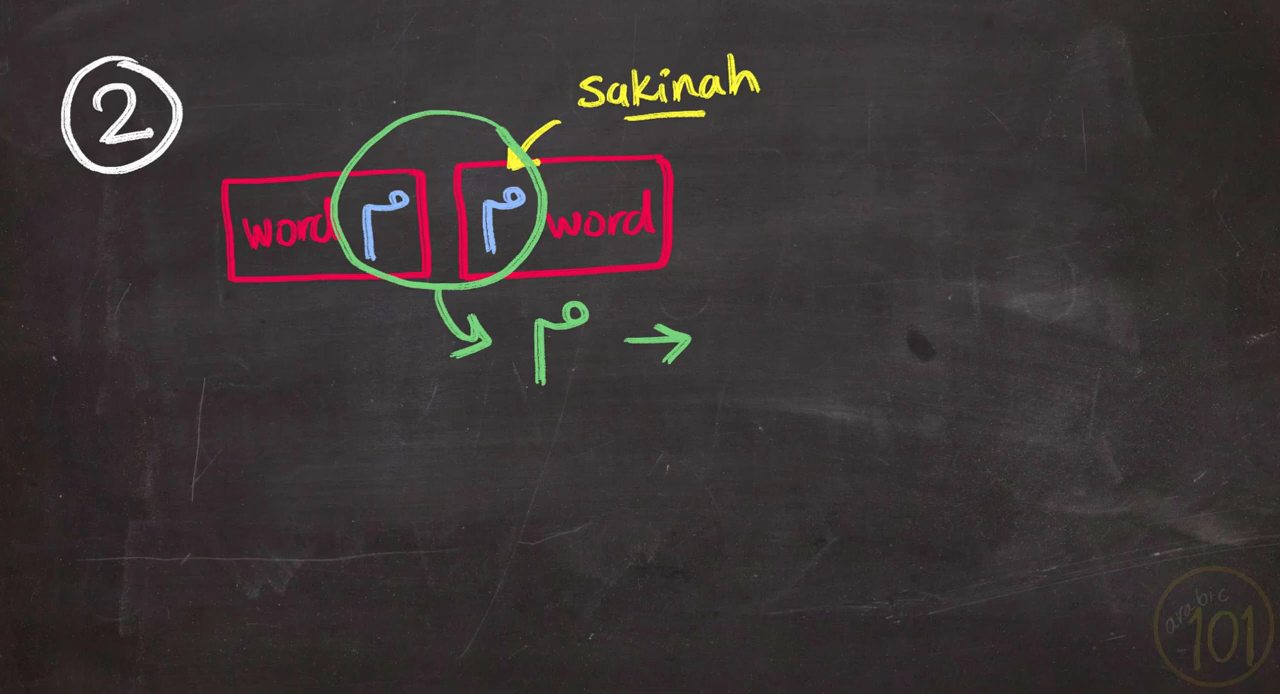 2
sakinah
word م م word
م
arabic
101